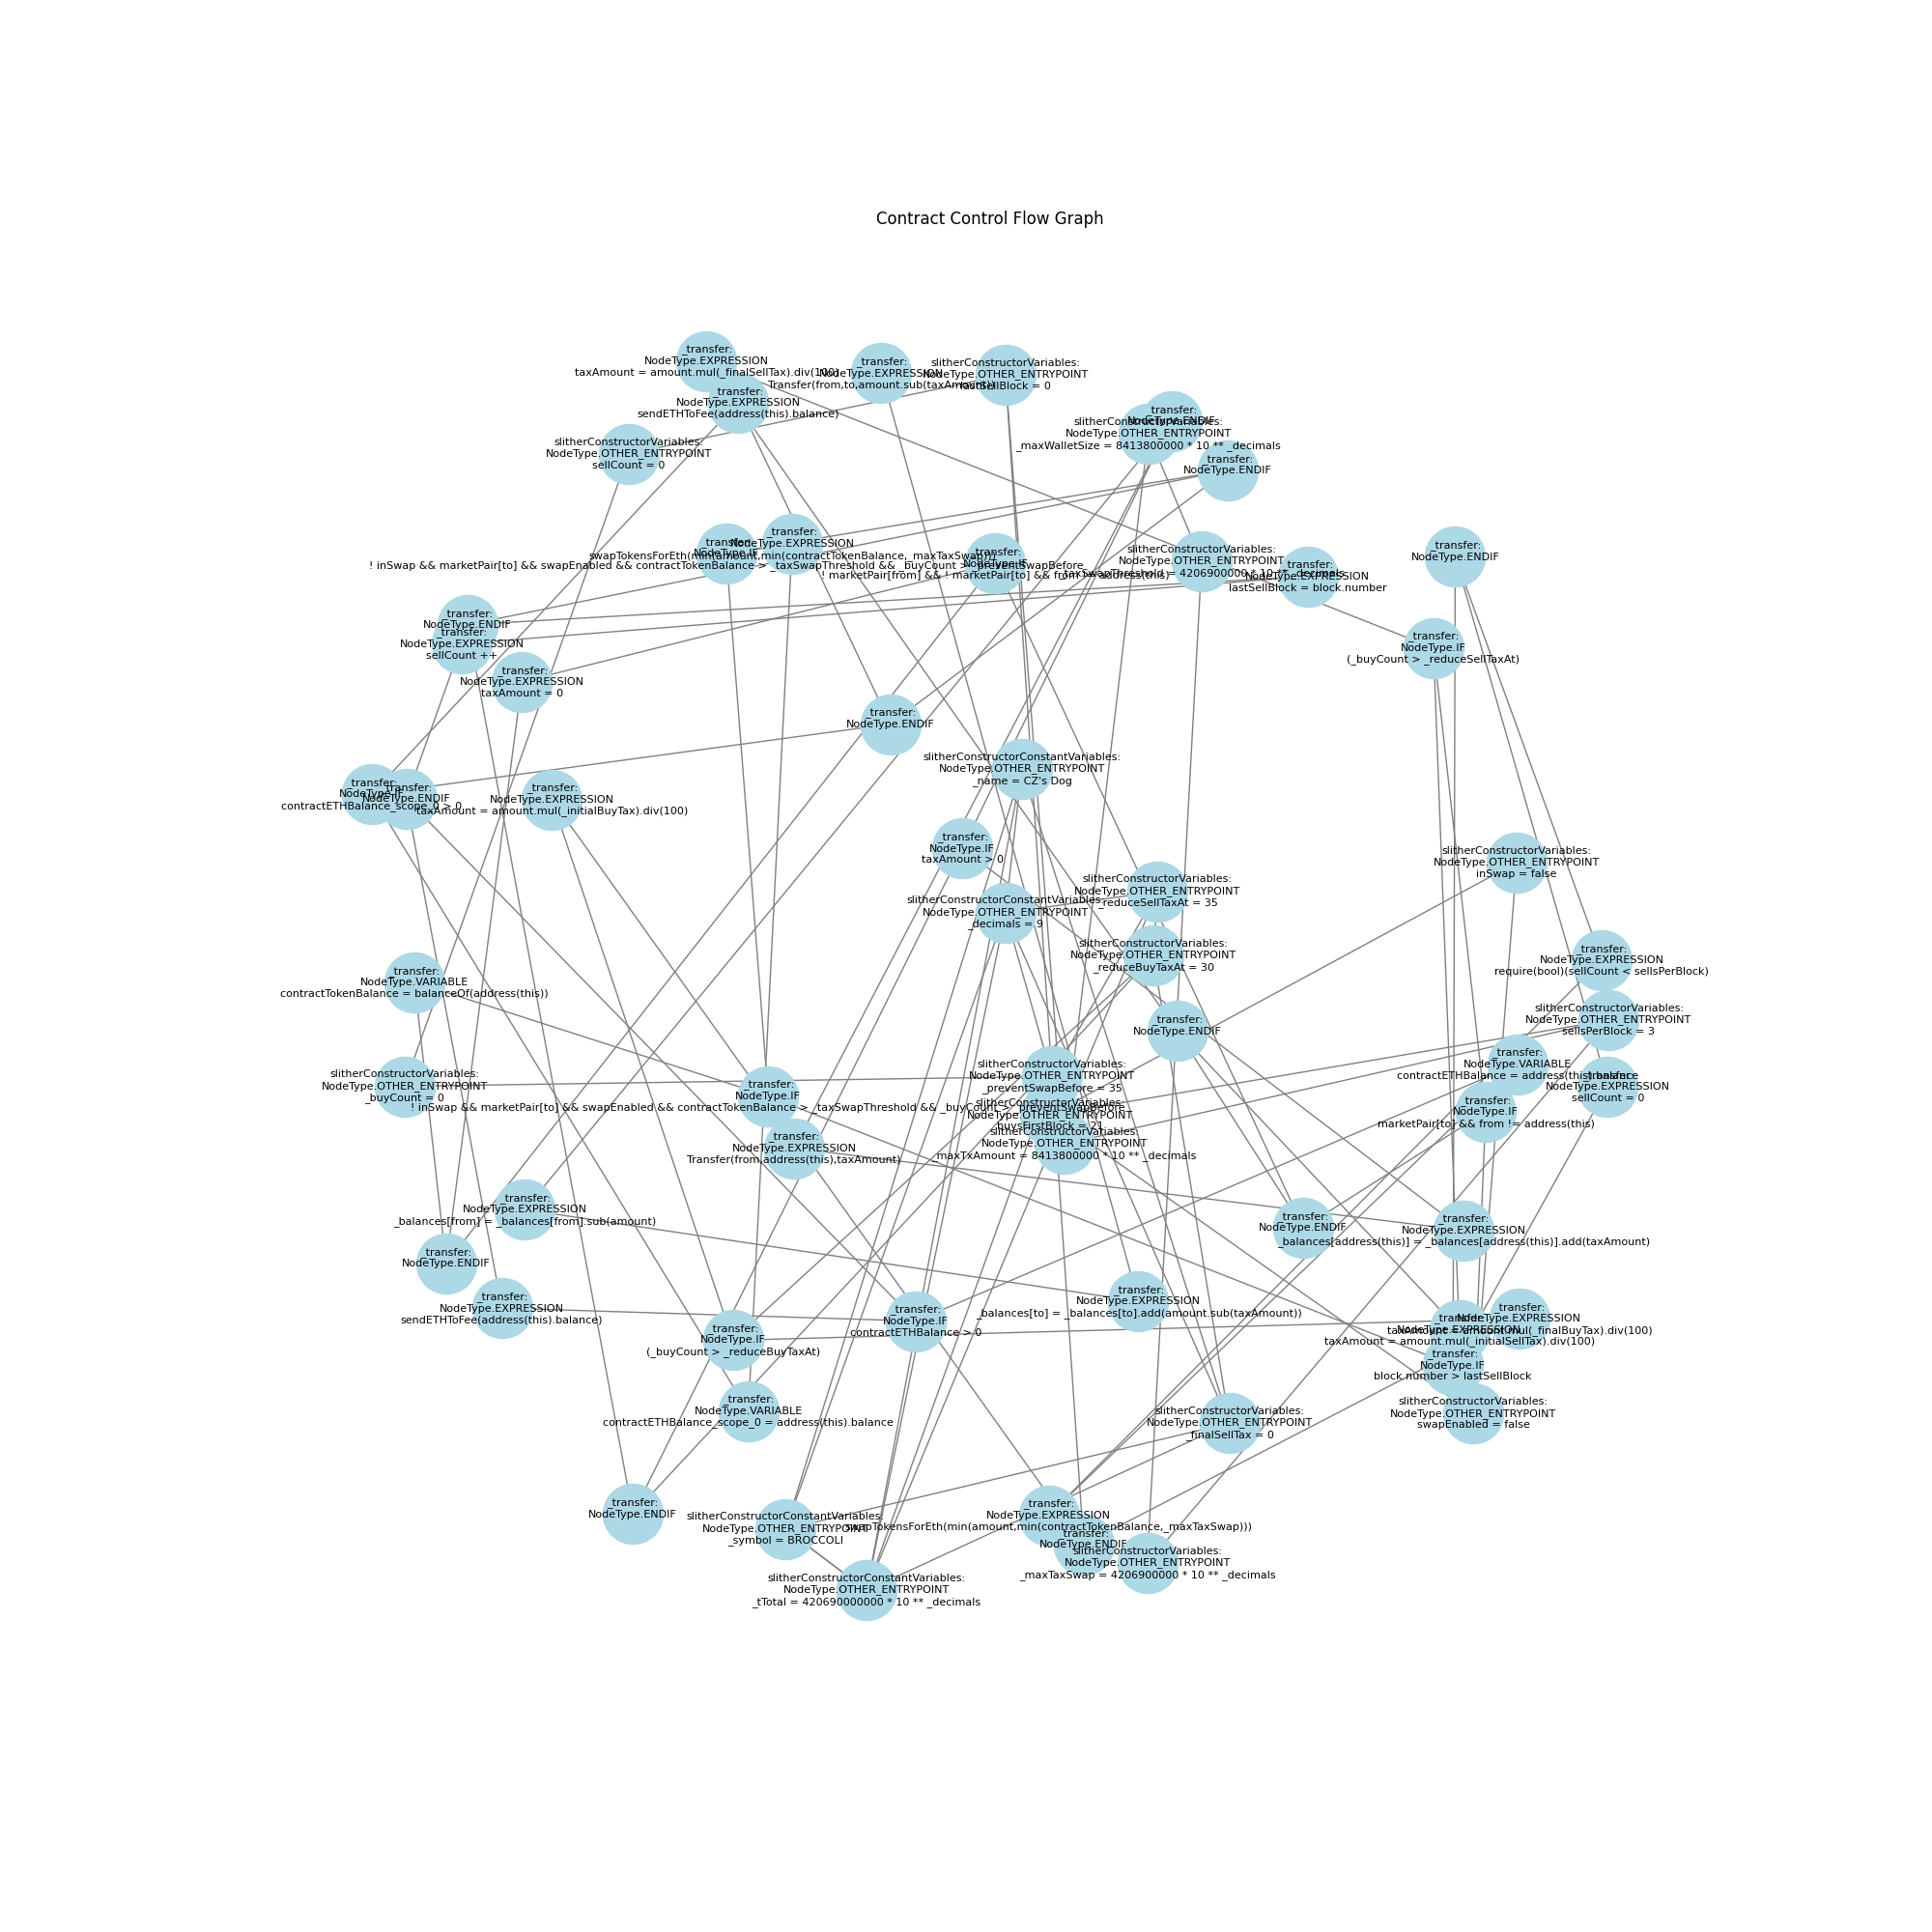 Contract Control Flow Graph
_transfer:
NodeType.EXPRESSION
taxAmount = amount.mul(_finalSellTax).div(100)
_transfer:
NodeType.EXPRESSION
Transfer(from,to,amount.sub(taxAmount))
slitherConstructorVariables:
NodeType.OTHER_ENTRYPOINT
lastSellBlock = 0
_transfer:
NodeType.EXPRESSION
sendETHToFee(address(this).balance)
_transfer:
NodeType.ENDIF
slitherConstructorVariables:
NodeType.OTHER_ENTRYPOINT
_maxWalletSize = 8413800000 * 10 ** _decimals
slitherConstructorVariables:
NodeType.OTHER_ENTRYPOINT
sellCount = 0
_transfer:
NodeType.ENDIF
_transfer:
NodeType.IF
! inSwap && marketPair[to] && swapEnabled && contractTokenBalance > _taxSwapThreshold && _buyCount > _preventSwapBefore
_transfer:
NodeType.EXPRESSION
swapTokensForEth(min(amount,min(contractTokenBalance,_maxTaxSwap)))
_transfer:
NodeType.IF
! marketPair[from] && ! marketPair[to] && from != address(this)
slitherConstructorVariables:
NodeType.OTHER_ENTRYPOINT
_taxSwapThreshold = 4206900000 * 10 ** _decimals
_transfer:
NodeType.EXPRESSION
lastSellBlock = block.number
_transfer:
NodeType.ENDIF
_transfer:
NodeType.ENDIF
_transfer:
NodeType.EXPRESSION
sellCount ++
_transfer:
NodeType.IF
(_buyCount > _reduceSellTaxAt)
_transfer:
NodeType.EXPRESSION
taxAmount = 0
_transfer:
NodeType.ENDIF
slitherConstructorConstantVariables:
NodeType.OTHER_ENTRYPOINT
_name = CZ's Dog
_transfer:
NodeType.IF
contractETHBalance_scope_0 > 0
_transfer:
NodeType.ENDIF
_transfer:
NodeType.EXPRESSION
taxAmount = amount.mul(_initialBuyTax).div(100)
_transfer:
NodeType.IF
taxAmount > 0
slitherConstructorVariables:
NodeType.OTHER_ENTRYPOINT
inSwap = false
slitherConstructorVariables:
NodeType.OTHER_ENTRYPOINT
_reduceSellTaxAt = 35
slitherConstructorConstantVariables:
NodeType.OTHER_ENTRYPOINT
_decimals = 9
slitherConstructorVariables:
NodeType.OTHER_ENTRYPOINT
_reduceBuyTaxAt = 30
_transfer:
NodeType.EXPRESSION
require(bool)(sellCount < sellsPerBlock)
_transfer:
NodeType.VARIABLE
contractTokenBalance = balanceOf(address(this))
slitherConstructorVariables:
NodeType.OTHER_ENTRYPOINT
sellsPerBlock = 3
_transfer:
NodeType.ENDIF
_transfer:
NodeType.VARIABLE
contractETHBalance = address(this).balance
slitherConstructorVariables:
NodeType.OTHER_ENTRYPOINT
_preventSwapBefore = 35
slitherConstructorVariables:
NodeType.OTHER_ENTRYPOINT
_buyCount = 0
_transfer:
NodeType.EXPRESSION
sellCount = 0
_transfer:
NodeType.IF
! inSwap && marketPair[to] && swapEnabled && contractTokenBalance > _taxSwapThreshold && _buyCount > _preventSwapBefore
slitherConstructorVariables:
NodeType.OTHER_ENTRYPOINT
buysFirstBlock = 21
_transfer:
NodeType.IF
marketPair[to] && from != address(this)
_transfer:
NodeType.EXPRESSION
Transfer(from,address(this),taxAmount)
slitherConstructorVariables:
NodeType.OTHER_ENTRYPOINT
_maxTxAmount = 8413800000 * 10 ** _decimals
_transfer:
NodeType.EXPRESSION
_balances[from] = _balances[from].sub(amount)
_transfer:
NodeType.ENDIF
_transfer:
NodeType.EXPRESSION
_balances[address(this)] = _balances[address(this)].add(taxAmount)
_transfer:
NodeType.ENDIF
_transfer:
NodeType.EXPRESSION
sendETHToFee(address(this).balance)
_transfer:
NodeType.EXPRESSION
_balances[to] = _balances[to].add(amount.sub(taxAmount))
_transfer:
NodeType.IF
contractETHBalance > 0
_transfer:
NodeType.EXPRESSION
taxAmount = amount.mul(_finalBuyTax).div(100)
_transfer:
NodeType.EXPRESSION
taxAmount = amount.mul(_initialSellTax).div(100)
_transfer:
NodeType.IF
(_buyCount > _reduceBuyTaxAt)
_transfer:
NodeType.IF
block.number > lastSellBlock
_transfer:
NodeType.VARIABLE
contractETHBalance_scope_0 = address(this).balance
slitherConstructorVariables:
NodeType.OTHER_ENTRYPOINT
swapEnabled = false
slitherConstructorVariables:
NodeType.OTHER_ENTRYPOINT
_finalSellTax = 0
_transfer:
NodeType.ENDIF
slitherConstructorConstantVariables:
NodeType.OTHER_ENTRYPOINT
_symbol = BROCCOLI
_transfer:
NodeType.EXPRESSION
swapTokensForEth(min(amount,min(contractTokenBalance,_maxTaxSwap)))
_transfer:
NodeType.ENDIF
slitherConstructorVariables:
NodeType.OTHER_ENTRYPOINT
_maxTaxSwap = 4206900000 * 10 ** _decimals
slitherConstructorConstantVariables:
NodeType.OTHER_ENTRYPOINT
_tTotal = 420690000000 * 10 ** _decimals